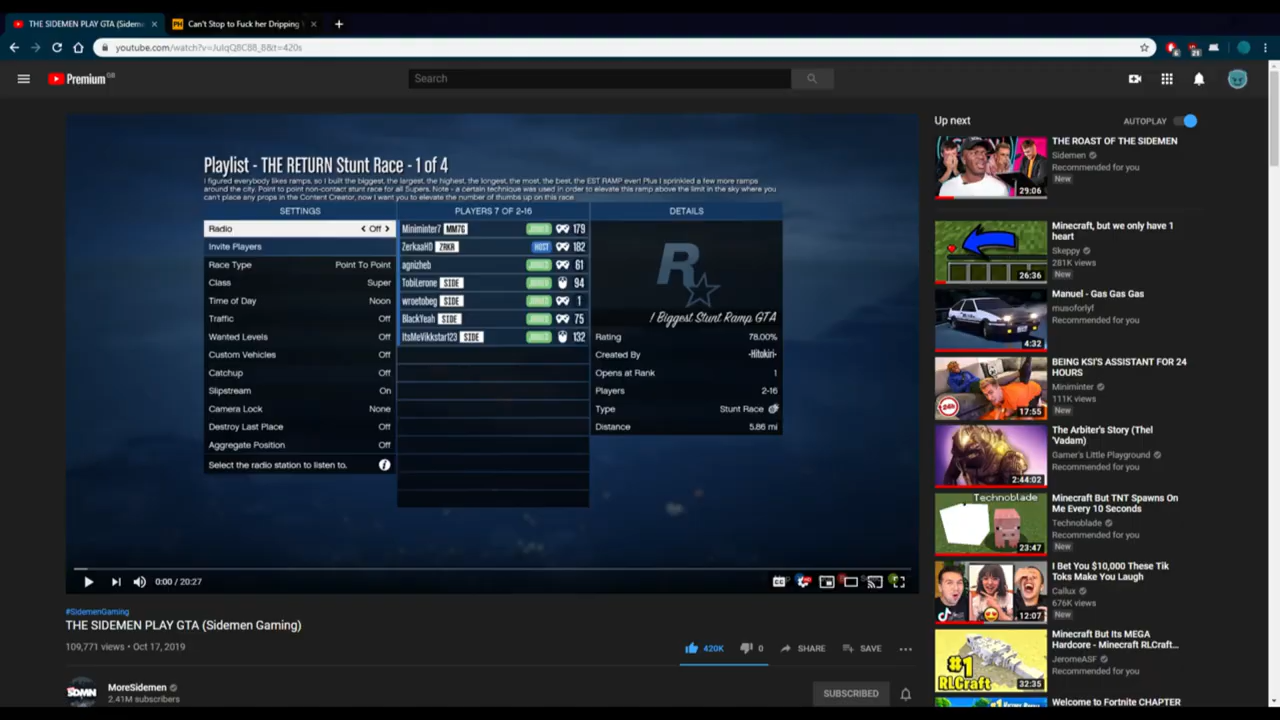 THE SIDEMEN PLAY GTA (Sidem
Can't Stop to Fuck her Dripping
youtube.com/watch?v=JuIqQ8C88_8&t=420s
Premium GB
Search
Playlist - THE RETURN Stunt Race - 1 of 4
I figured everybody likes ramps, so I built the biggest, the largest, the highest, the longest, the most, the best, the EST RAMP ever! Plus I sprinkled a few more ramps
around the city. Point to point non-contact stunt race for all Supers. Note - a certain technique was used in order to elevate this ramp above the limit in the sky where you
can't place any props in the Content Creator, now I want you to elevate the number of thumbs up on this race
SETTINGS
Radio < Off >
Invite Players
Race Type Point To Point
Class Super
Time of Day Noon
Traffic Off
Wanted Levels Off
Custom Vehicles Off
Catchup Off
Slipstream On
Camera Lock None
Destroy Last Place Off
Aggregate Position Off
Select the radio station to listen to.
PLAYERS 7 OF 2-16
Miniminter7 MM7G JOINED 179
ZerkaaHD ZRKR HOST 182
agnizheb JOINED 61
TobiLerone SIDE JOINED 94
wroetobeg SIDE JOINED 1
BlackYeah SIDE JOINED 75
ItsMeVikkstar123 SIDE JOINED 132
DETAILS
R
/ Biggest Stunt Ramp GTA
Rating 78.00%
Created By -Hitokiri-
Opens at Rank 1
Players 2-16
Type Stunt Race
Distance 5.86 mi
0:00 / 20:27
CC
#SidemenGaming
THE SIDEMEN PLAY GTA (Sidemen Gaming)
109,771 views • Oct 17, 2019
420K
0
SHARE
SAVE
SDMN
MoreSidemen
2.41M subscribers
SUBSCRIBED
Up next
AUTOPLAY
THE ROAST OF THE SIDEMEN
Sidemen
Recommended for you
New
29:06
Minecraft, but we only have 1
heart
Skeppy
281K views
New
26:36
Manuel - Gas Gas Gas
musoforly!
Recommended for you
4:32
BEING KSI'S ASSISTANT FOR 24
HOURS
Miniminter
111K views
New
24h
17:55
The Arbiter's Story (Thel
'Vadam)
Gamer's Little Playground
Recommended for you
2:44:02
Minecraft But TNT Spawns On
Me Every 10 Seconds
Technoblade
Recommended for you
New
Technoblade
23:47
I Bet You $10,000 These Tik
Toks Make You Laugh
Callux
676K views
New
12:07
Minecraft But Its MEGA
Hardcore - Minecraft RLCraft...
JeromeASF
Recommended for you
#1
RLCraft
32:35
Welcome to Fortnite CHAPTER